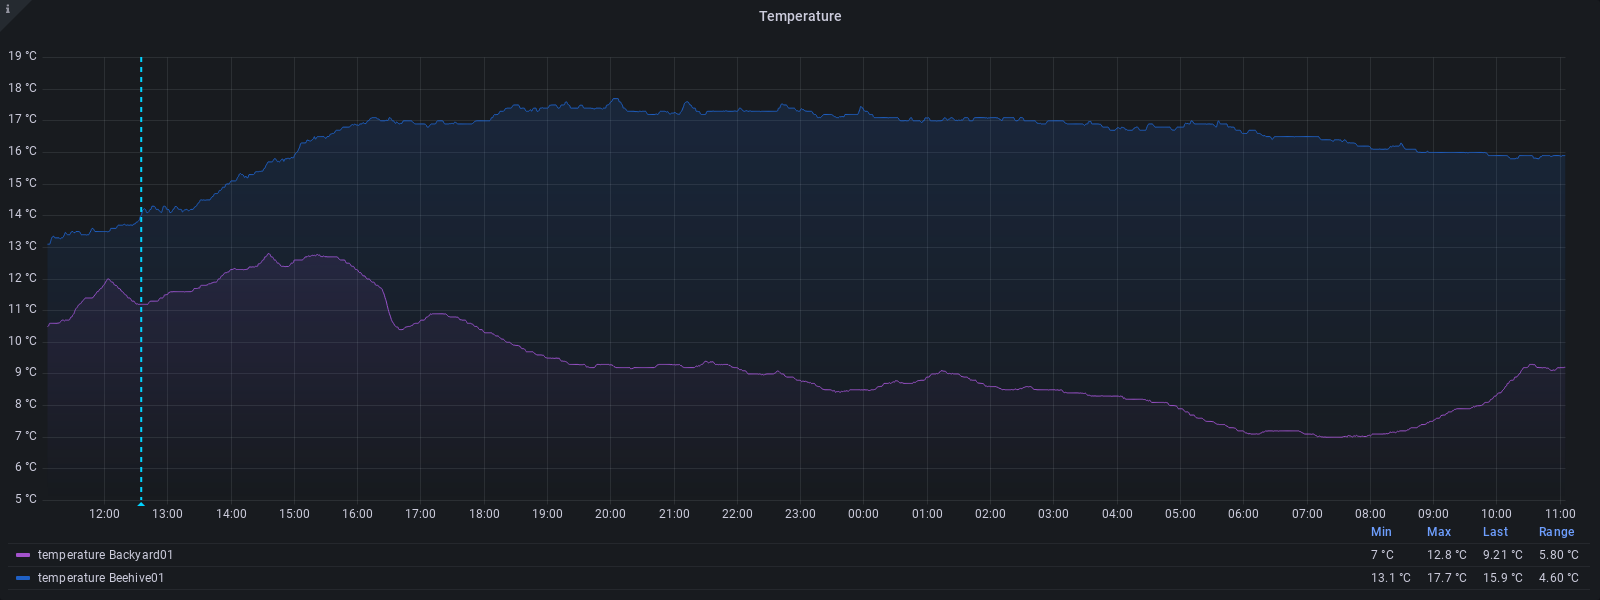 i
Temperature
19 °C
18 °C
17 °C
16 °C
15 °C
14 °C
13 °C
12 °C
11 °C
10 °C
9 °C
8 °C
7 °C
6 °C
5 °C
12:00 13:00 14:00 15:00 16:00 17:00 18:00 19:00 20:00 21:00 22:00 23:00 00:00 01:00 02:00 03:00 04:00 05:00 06:00 07:00 08:00 09:00 10:00 11:00
Min Max Last Range
temperature Backyard01 7 °C 12.8 °C 9.21 °C 5.80 °C
temperature Beehive01 13.1 °C 17.7 °C 15.9 °C 4.60 °C